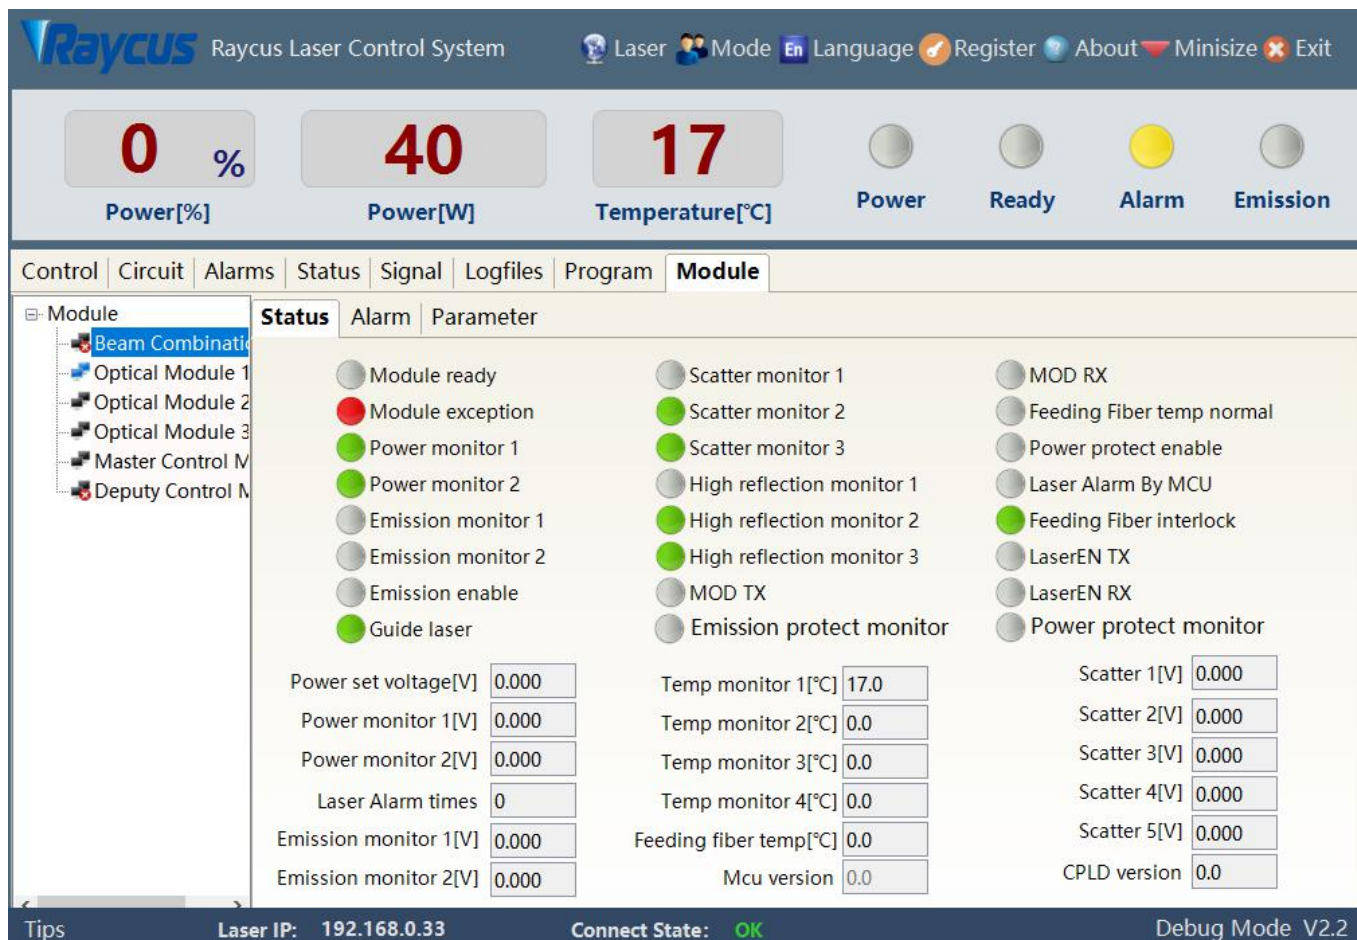 Raycus Raycus Laser Control System Laser Mode En Language Register About Minisize Exit
0 % 40 17
Power[%] Power[W] Temperature[℃] Power Ready Alarm Emission
Control Circuit Alarms Status Signal Logfiles Program Module
Module
Beam Combinatio
Optical Module 1
Optical Module 2
Optical Module 3
Master Control M
Deputy Control M
Status Alarm Parameter
Module ready Scatter monitor 1 MOD RX
Module exception Scatter monitor 2 Feeding Fiber temp normal
Power monitor 1 Scatter monitor 3 Power protect enable
Power monitor 2 High reflection monitor 1 Laser Alarm By MCU
Emission monitor 1 High reflection monitor 2 Feeding Fiber interlock
Emission monitor 2 High reflection monitor 3 LaserEN TX
Emission enable MOD TX LaserEN RX
Guide laser Emission protect monitor Power protect monitor
Power set voltage[V] 0.000 Temp monitor 1[℃] 17.0 Scatter 1[V] 0.000
Power monitor 1[V] 0.000 Temp monitor 2[℃] 0.0 Scatter 2[V] 0.000
Power monitor 2[V] 0.000 Temp monitor 3[℃] 0.0 Scatter 3[V] 0.000
Laser Alarm times 0 Temp monitor 4[℃] 0.0 Scatter 4[V] 0.000
Emission monitor 1[V] 0.000 Feeding fiber temp[℃] 0.0 Scatter 5[V] 0.000
Emission monitor 2[V] 0.000 Mcu version 0.0 CPLD version 0.0
Tips Laser IP: 192.168.0.33 Connect State: OK Debug Mode V2.2